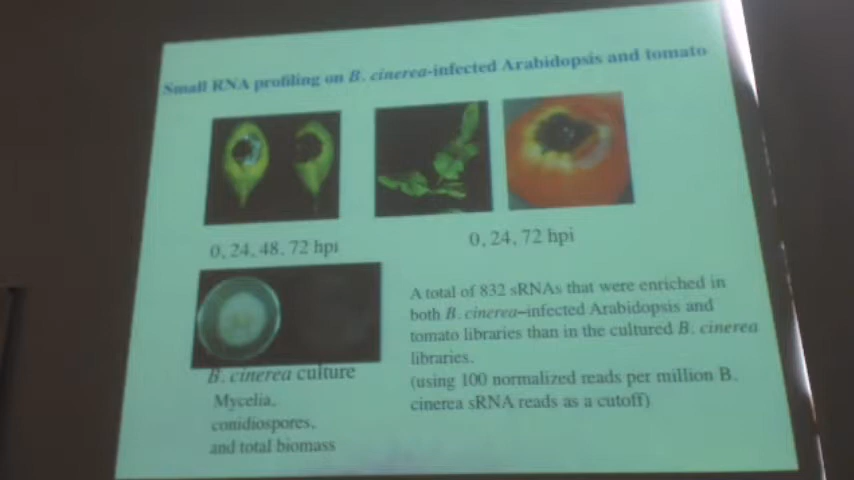 Small RNA profiling on B. cinerea-infected Arabidopsis and tomato
0, 24, 48, 72 hpi
0, 24, 72 hpi
B. cinerea culture
Mycelia,
conidiospores,
and total biomass
A total of 832 sRNAs that were enriched in
both B. cinerea–infected Arabidopsis and
tomato libraries than in the cultured B. cinerea
libraries.
(using 100 normalized reads per million B.
cinerea sRNA reads as a cutoff)